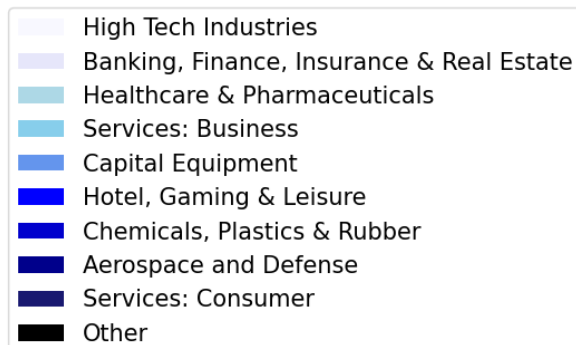 High Tech Industries
Banking, Finance, Insurance & Real Estate
Healthcare & Pharmaceuticals
Services: Business
Capital Equipment
Hotel, Gaming & Leisure
Chemicals, Plastics & Rubber
Aerospace and Defense
Services: Consumer
Other